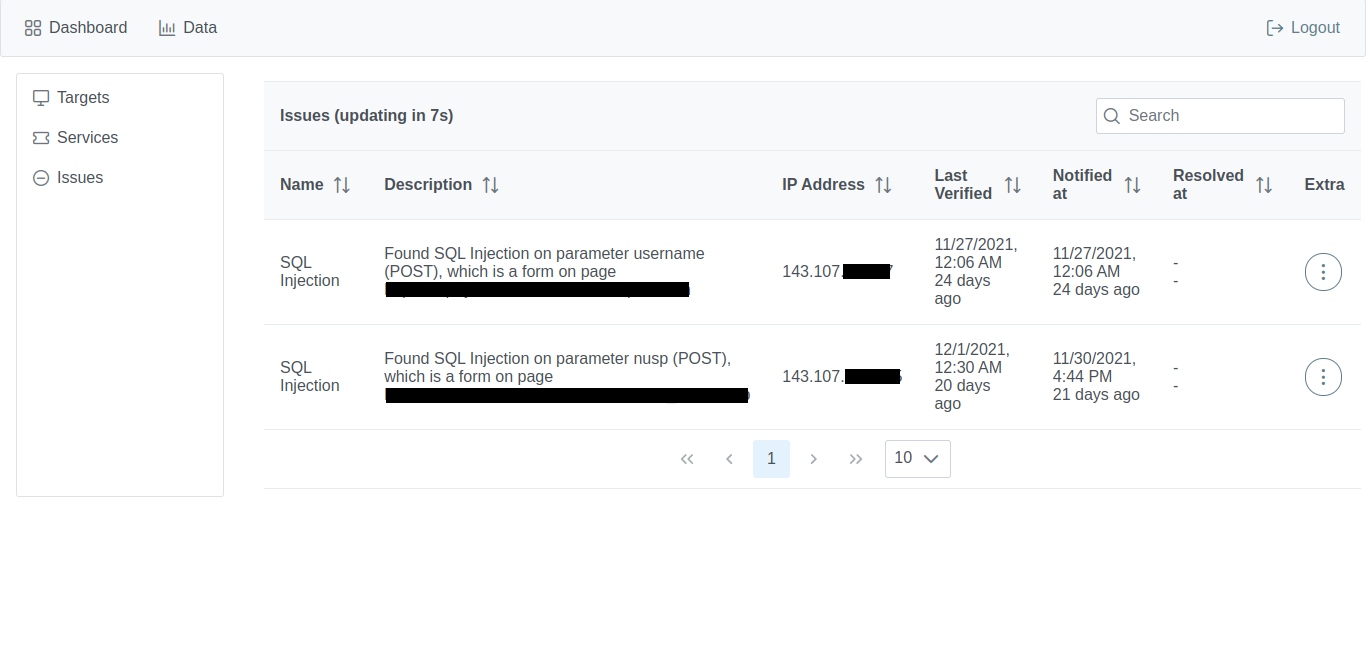 Dashboard
Data
Logout
Targets
Services
Issues
Issues (updating in 7s)
Search
Name
Description
IP Address
Last
Verified
Notified
at
Resolved
at
Extra
SQL
Injection
Found SQL Injection on parameter username
(POST), which is a form on page
143.107.
11/27/2021,
12:06 AM
24 days
ago
11/27/2021,
12:06 AM
24 days ago
-
-
SQL
Injection
Found SQL Injection on parameter nusp (POST),
which is a form on page
143.107.
12/1/2021,
12:30 AM
20 days
ago
11/30/2021,
4:44 PM
21 days ago
-
-
1
10